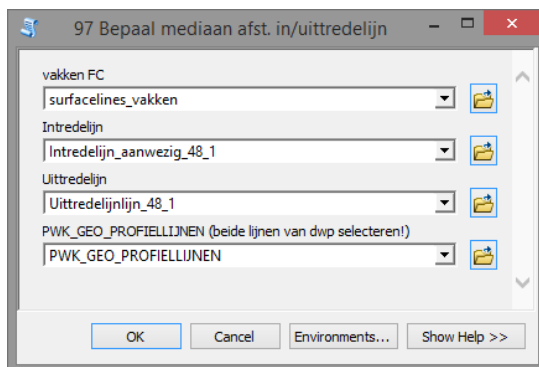 97 Bepaal mediaan afst. in/uittredelijn
vakken FC
surfacelines_vakken
Intredelijn
Intredelijn_aanwezig_48_1
Uittredelijn
Uittredelijnlijn_48_1
PWK_GEO_PROFIELLIJNEN (beide lijnen van dwp selecteren!)
PWK_GEO_PROFIELLIJNEN
OK Cancel Environments... Show Help >>